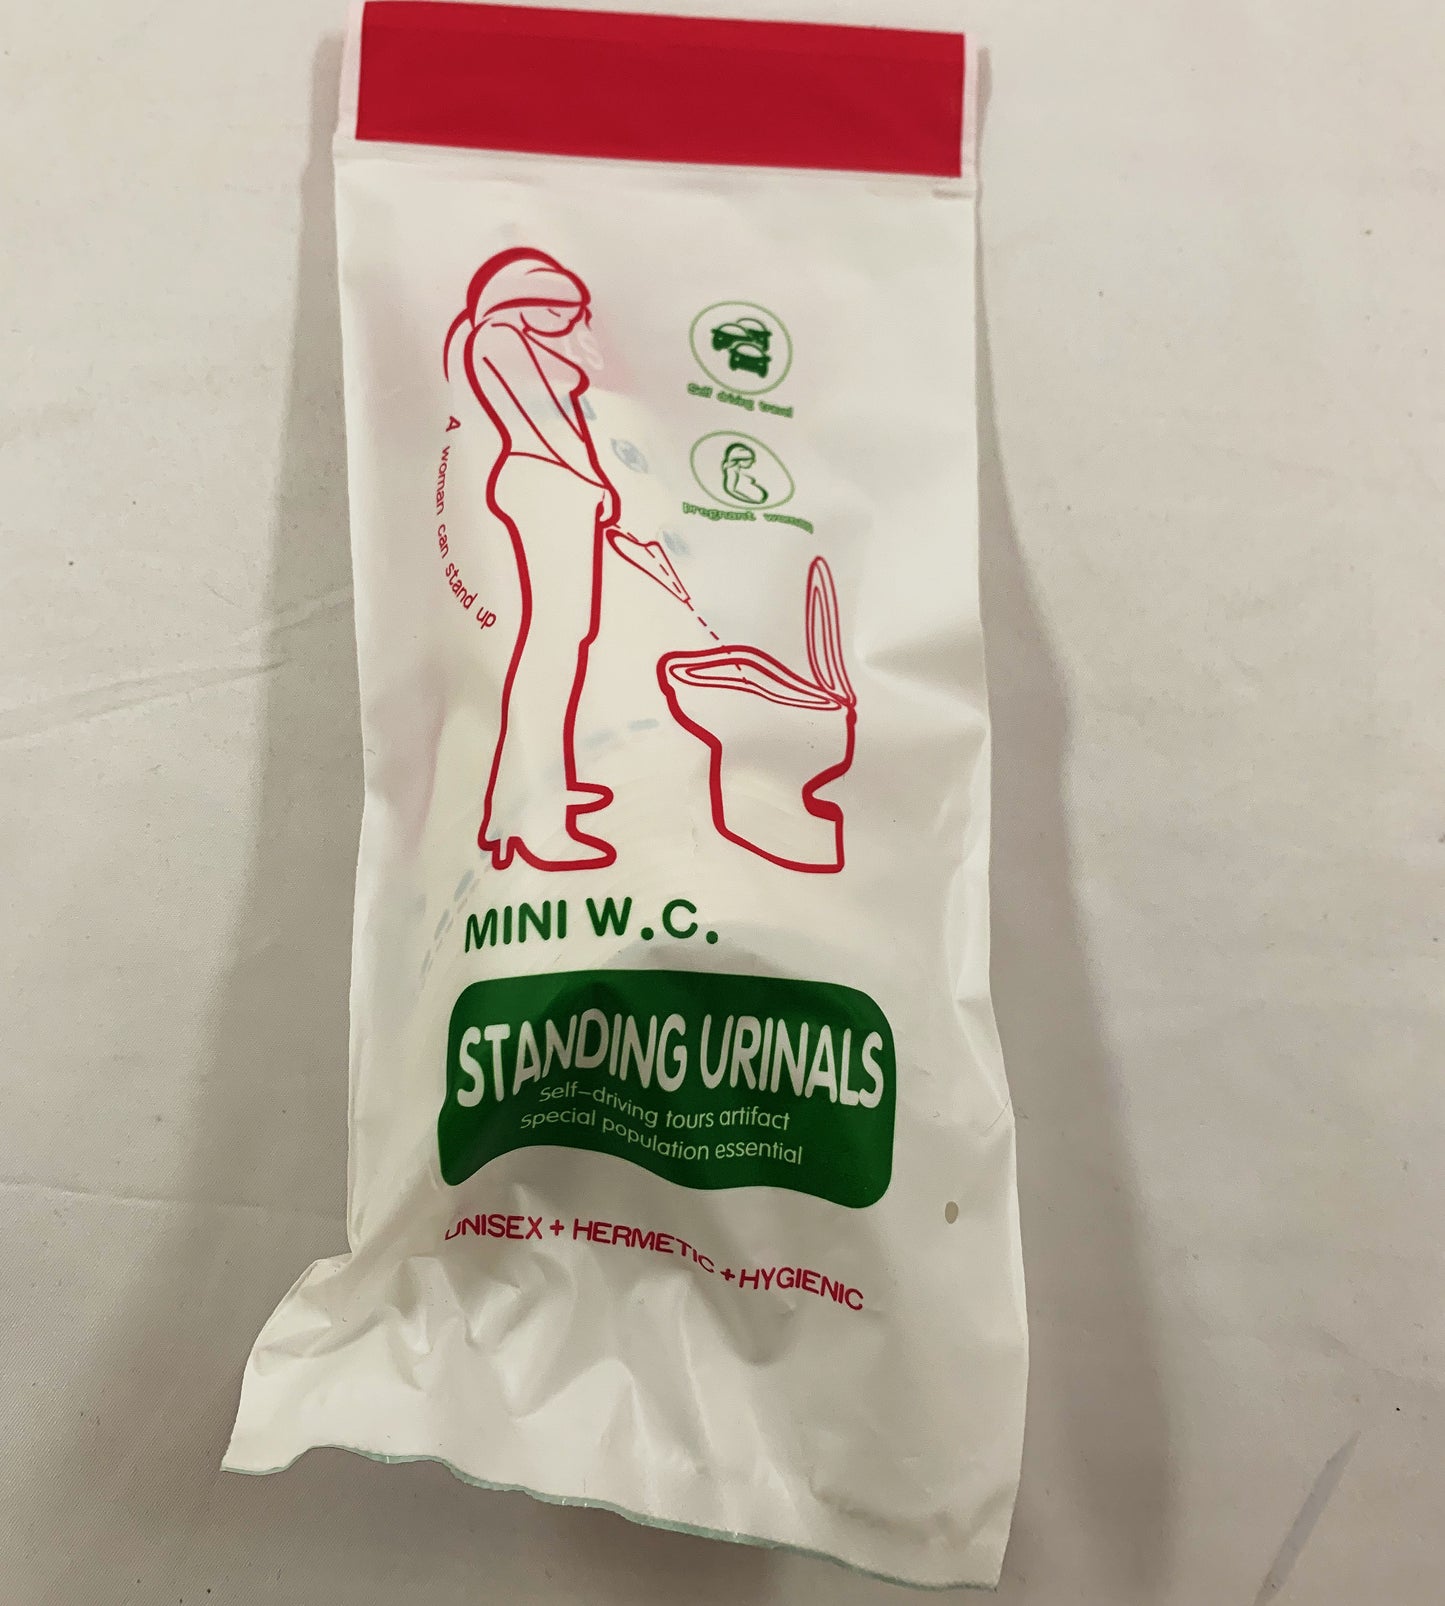 Self driving travel
pregnant woman
A woman can stand up
MINI W.C.
STANDING URINALS
Self-driving tours artifact
Special population essential
UNISEX + HERMETIC + HYGIENIC